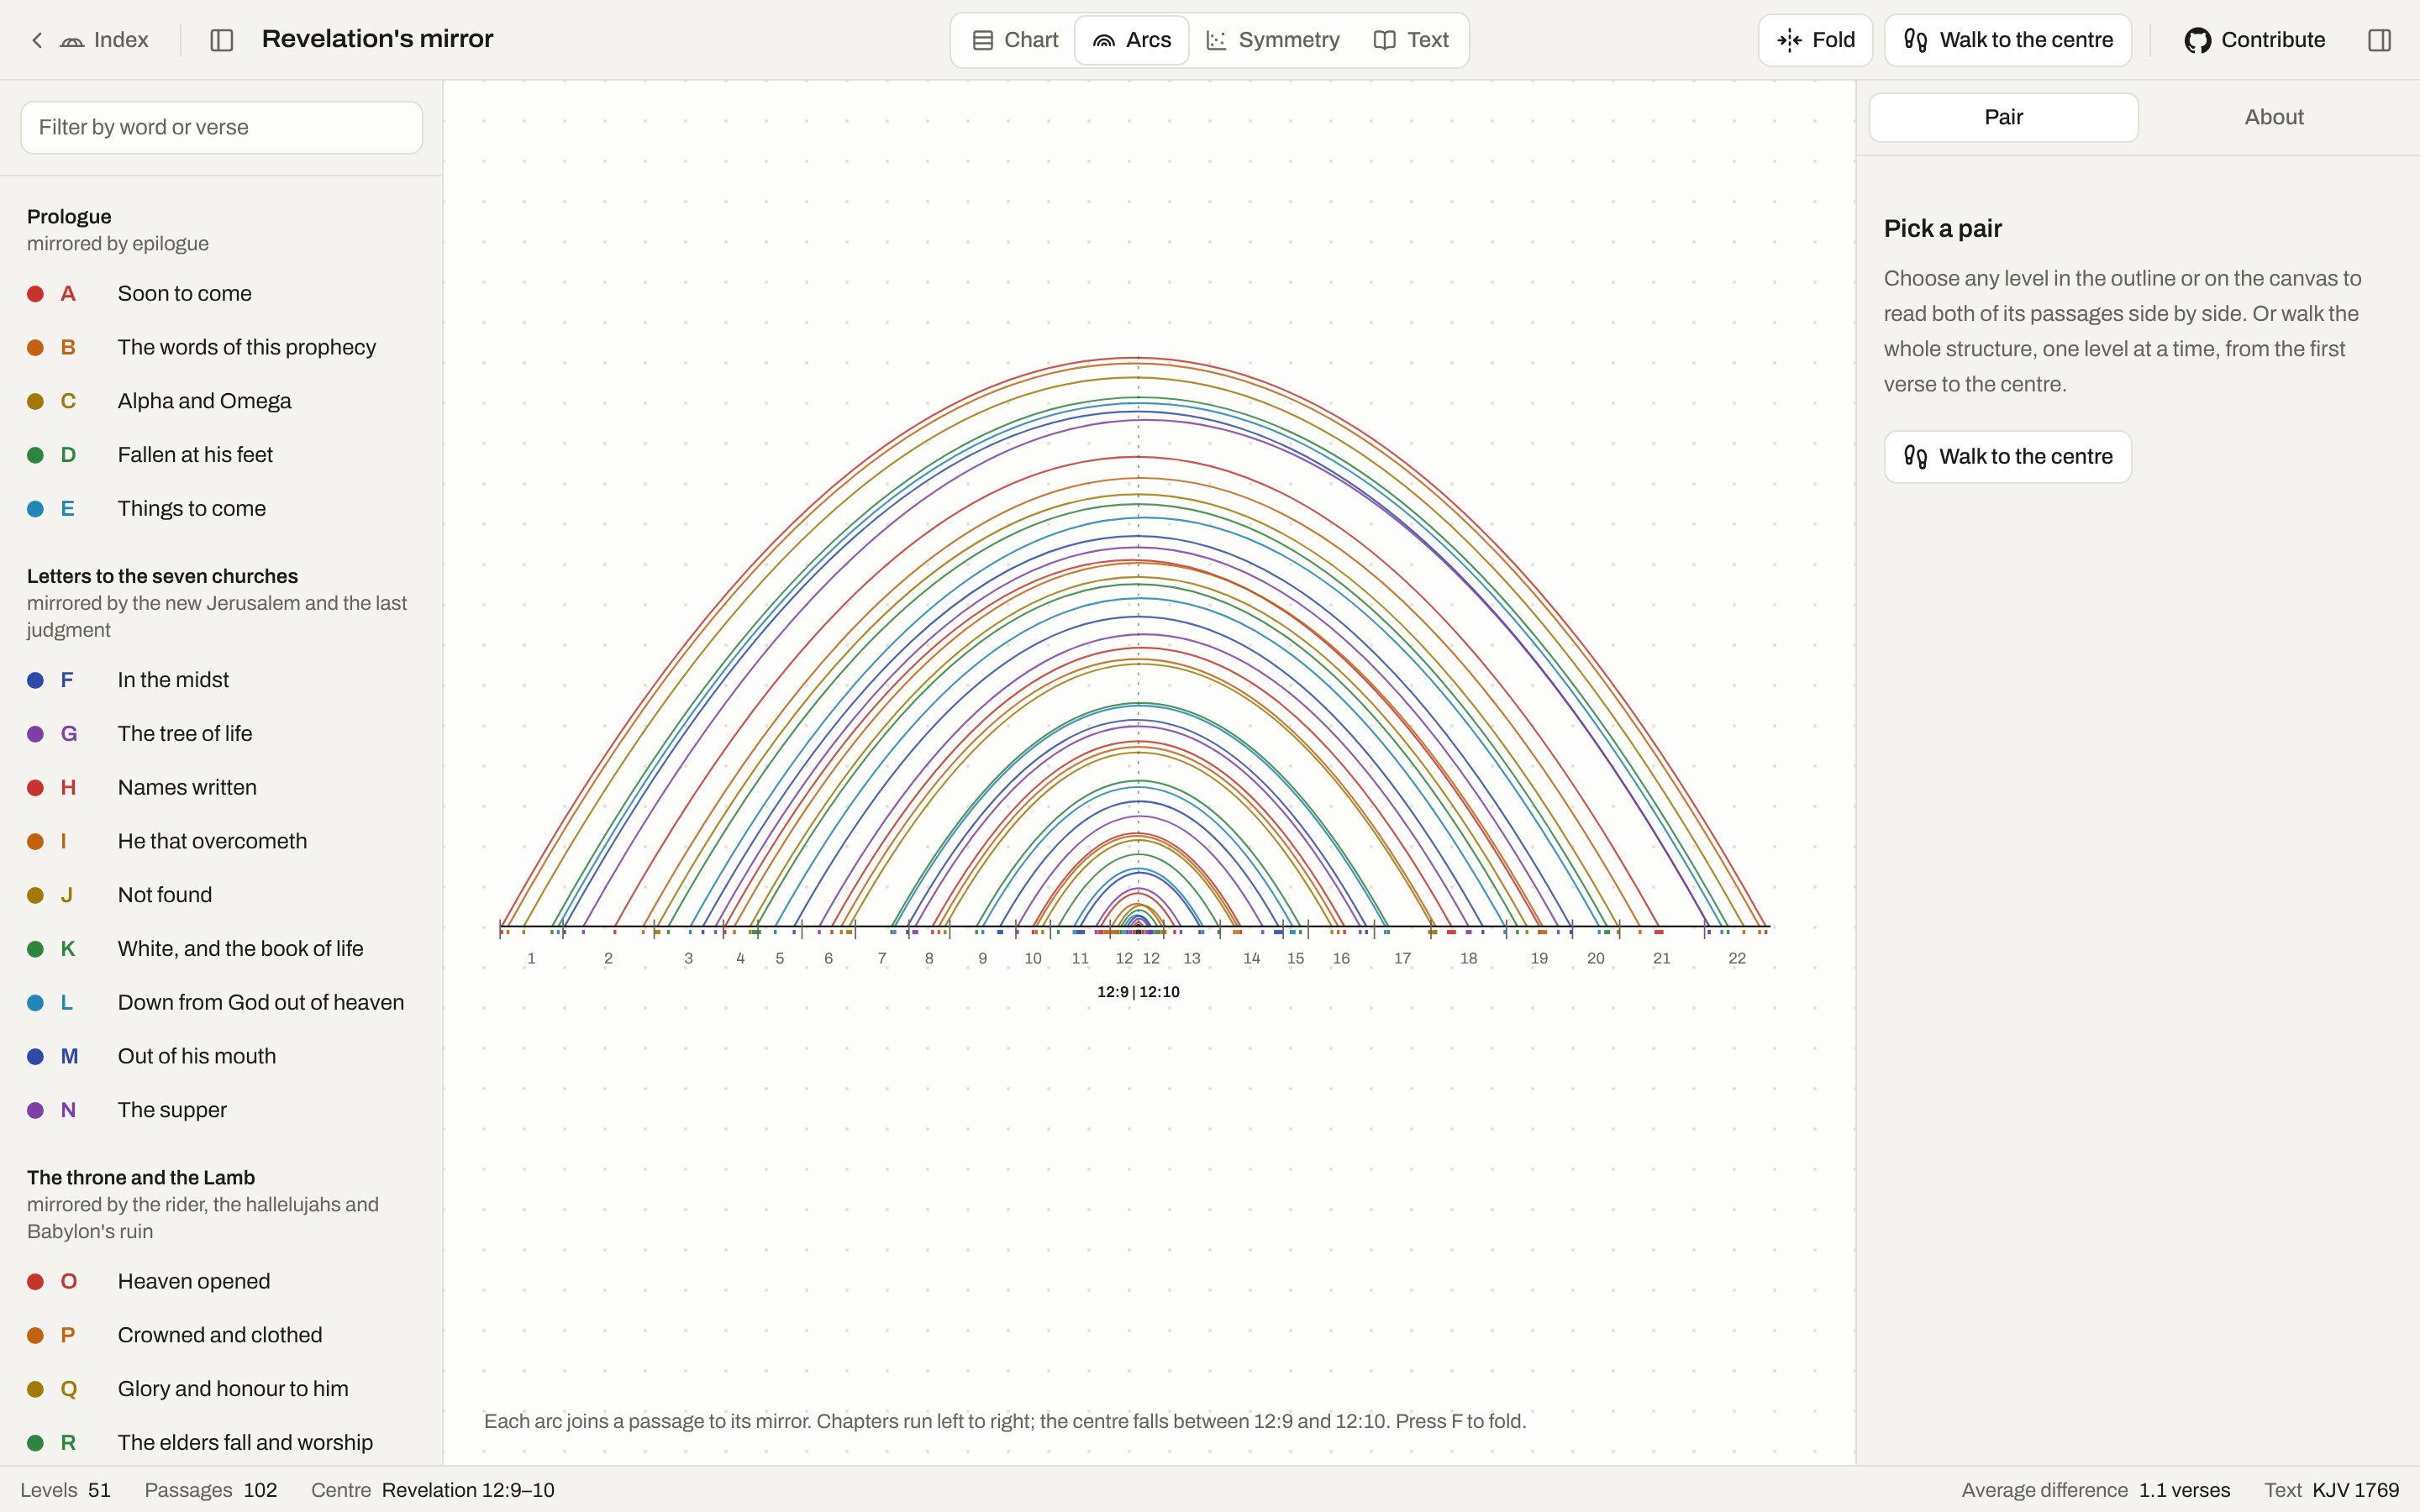 Index
Revelation's mirror
Chart
Arcs
Symmetry
Text
Fold
Walk to the centre
Contribute
Filter by word or verse
Prologue
mirrored by epilogue
A Soon to come
B The words of this prophecy
C Alpha and Omega
D Fallen at his feet
E Things to come
Letters to the seven churches
mirrored by the new Jerusalem and the last
judgment
F In the midst
G The tree of life
H Names written
I He that overcometh
J Not found
K White, and the book of life
L Down from God out of heaven
M Out of his mouth
N The supper
The throne and the Lamb
mirrored by the rider, the hallelujahs and
Babylon's ruin
O Heaven opened
P Crowned and clothed
Q Glory and honour to him
R The elders fall and worship
1 2 3 4 5 6 7 8 9 10 11 12 12 13 14 15 16 17 18 19 20 21 22
12:9 | 12:10
Each arc joins a passage to its mirror. Chapters run left to right; the centre falls between 12:9 and 12:10. Press F to fold.
Pair
About
Pick a pair
Choose any level in the outline or on the canvas to
read both of its passages side by side. Or walk the
whole structure, one level at a time, from the first
verse to the centre.
Walk to the centre
Levels 51 Passages 102 Centre Revelation 12:9–10
Average difference 1.1 verses Text KJV 1769